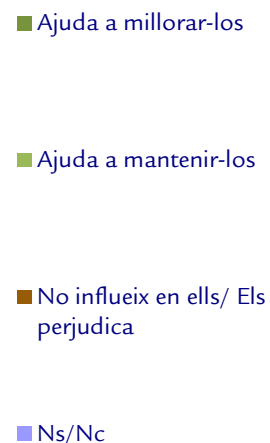 Ajuda a millorar-los
Ajuda a mantenir-los
No influeix en ells/ Els
perjudica
Ns/Nc